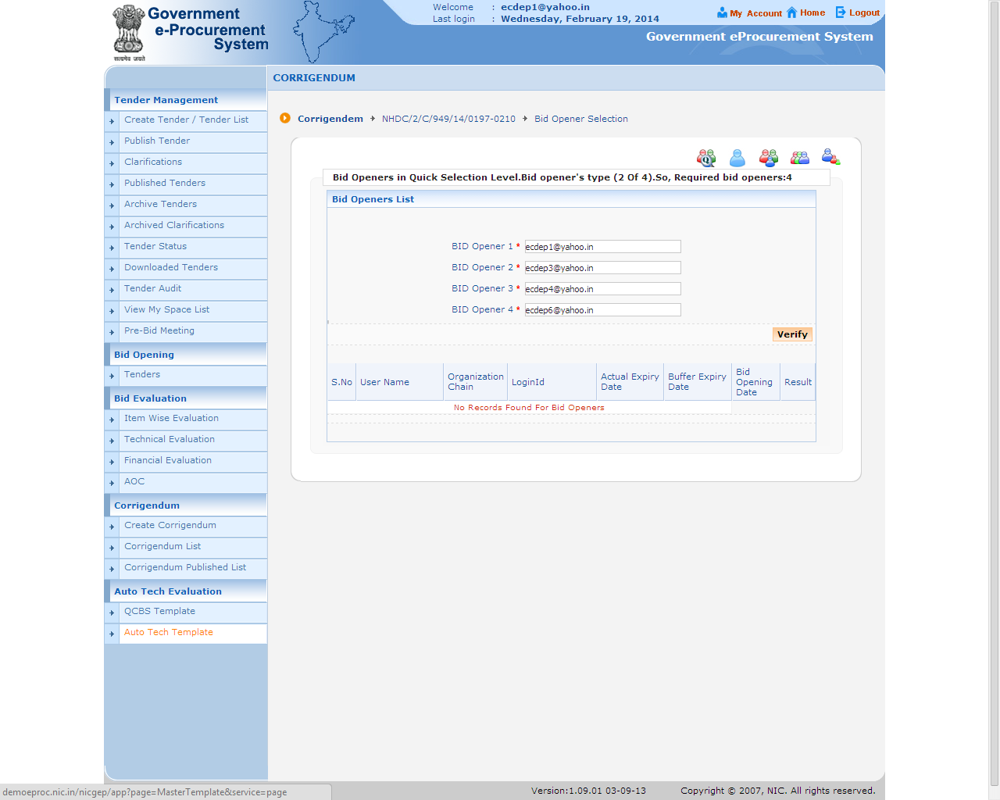 Government
e-Procurement
System
सत्यमेव जयते
Welcome : ecdep1@yahoo.in
Last login : Wednesday, February 19, 2014
My Account Home Logout
Government eProcurement System
CORRIGENDUM
Tender Management
Create Tender / Tender List
Publish Tender
Clarifications
Published Tenders
Archive Tenders
Archived Clarifications
Tender Status
Downloaded Tenders
Tender Audit
View My Space List
Pre-Bid Meeting
Bid Opening
Tenders
Bid Evaluation
Item Wise Evaluation
Technical Evaluation
Financial Evaluation
AOC
Corrigendum
Create Corrigendum
Corrigendum List
Corrigendum Published List
Auto Tech Evaluation
QCBS Template
Auto Tech Template
Corrigendem NHDC/2/C/949/14/0197-0210 Bid Opener Selection
Q
Bid Openers in Quick Selection Level.Bid opener's type (2 Of 4).So, Required bid openers:4
Bid Openers List
BID Opener 1 * ecdep1@yahoo.in
BID Opener 2 * ecdep3@yahoo.in
BID Opener 3 * ecdep4@yahoo.in
BID Opener 4 * ecdep6@yahoo.in
Verify
S.No User Name Organization Chain LoginId Actual Expiry Date Buffer Expiry Date Bid Opening Date Result
No Records Found For Bid Openers
demoeproc.nic.in/nicgep/app?page=MasterTemplate&service=page
Version:1.09.01 03-09-13 Copyright © 2007, NIC. All rights reserved.